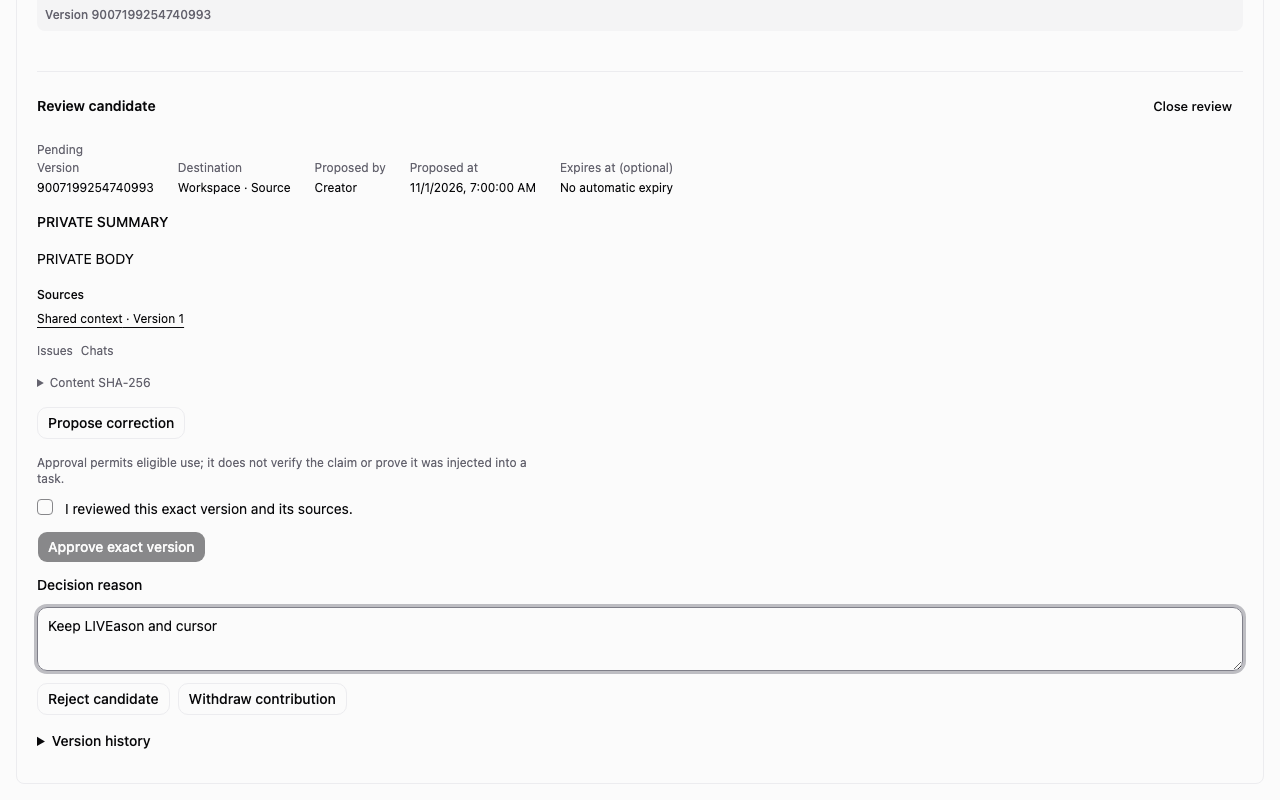 Version 9007199254740993
Review candidate
Close review
Pending
Version
9007199254740993
Destination
Workspace · Source
Proposed by
Creator
Proposed at
11/1/2026, 7:00:00 AM
Expires at (optional)
No automatic expiry
PRIVATE SUMMARY
PRIVATE BODY
Sources
Shared context · Version 1
Issues Chats
Content SHA-256
Propose correction
Approval permits eligible use; it does not verify the claim or prove it was injected into a
task.
I reviewed this exact version and its sources.
Approve exact version
Decision reason
Keep LIVEason and cursor
Reject candidate
Withdraw contribution
Version history